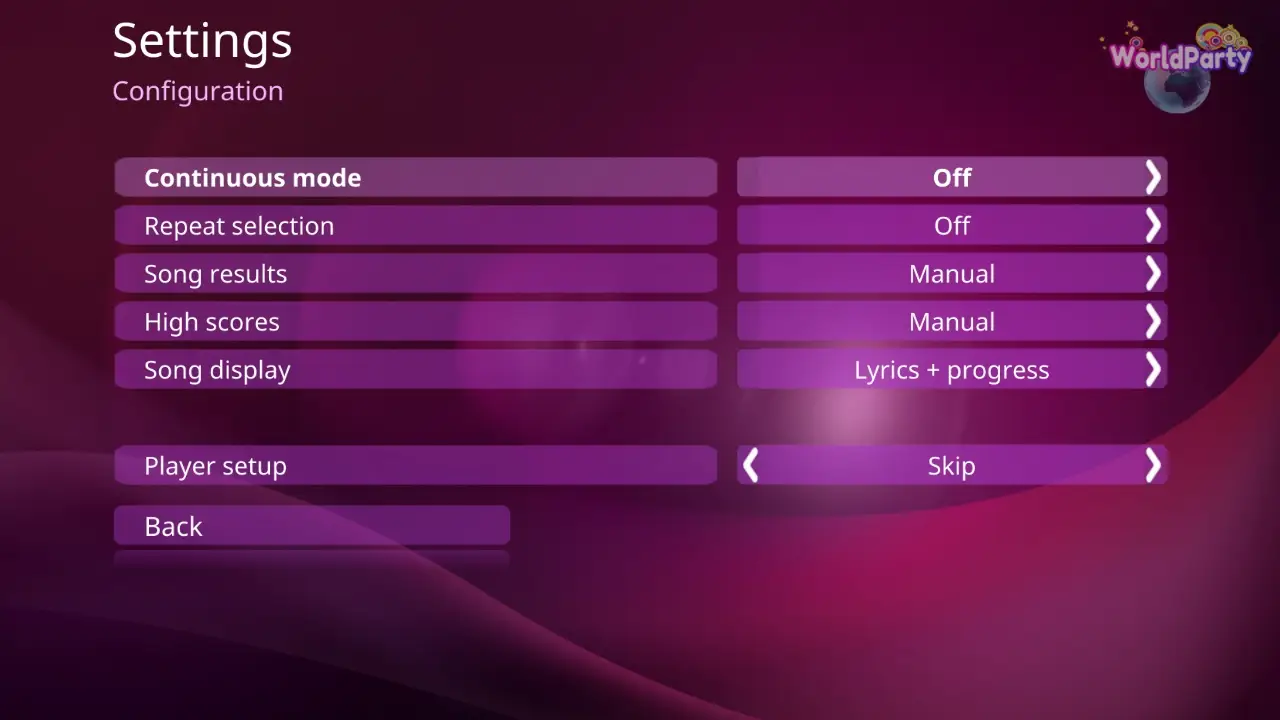 Settings
WorldParty
Configuration
Continuous mode Off
Repeat selection Off
Song results Manual
High scores Manual
Song display Lyrics + progress
Player setup Skip
Back